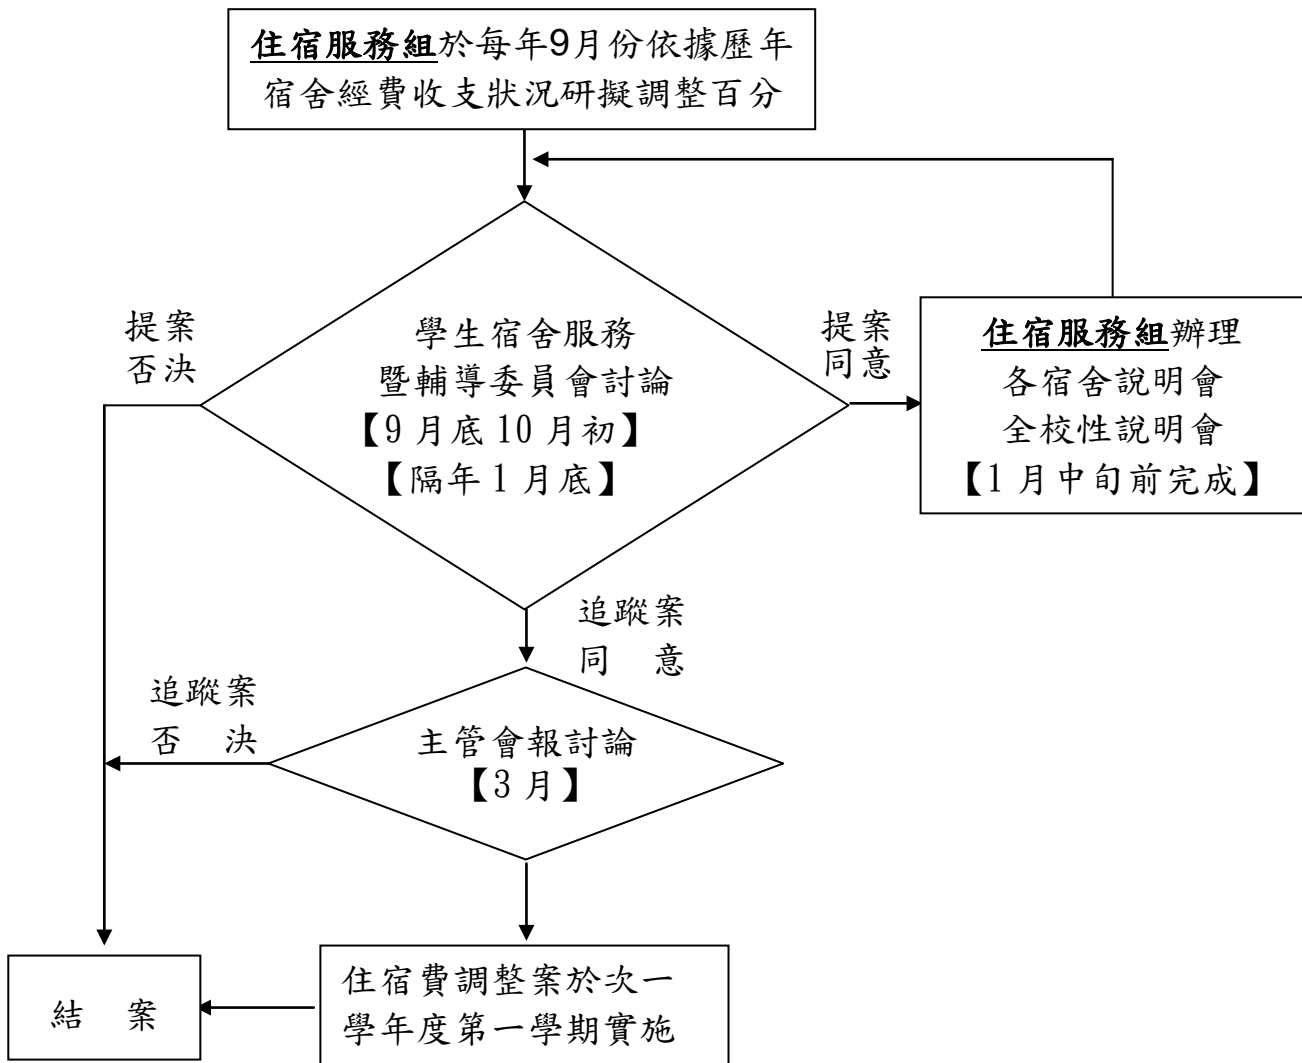 住宿服務組於每年9月份依據歷年
宿舍經費收支狀況研擬調整百分
提案
否決
學生宿舍服務
暨輔導委員會討論
【9月底10月初】
【隔年1月底】
提案
同意
住宿服務組辦理
各宿舍說明會
全校性說明會
【1月中旬前完成】
追蹤案
同 意
追蹤案
否 決
主管會報討論
【3月】
結 案
住宿費調整案於次一
學年度第一學期實施